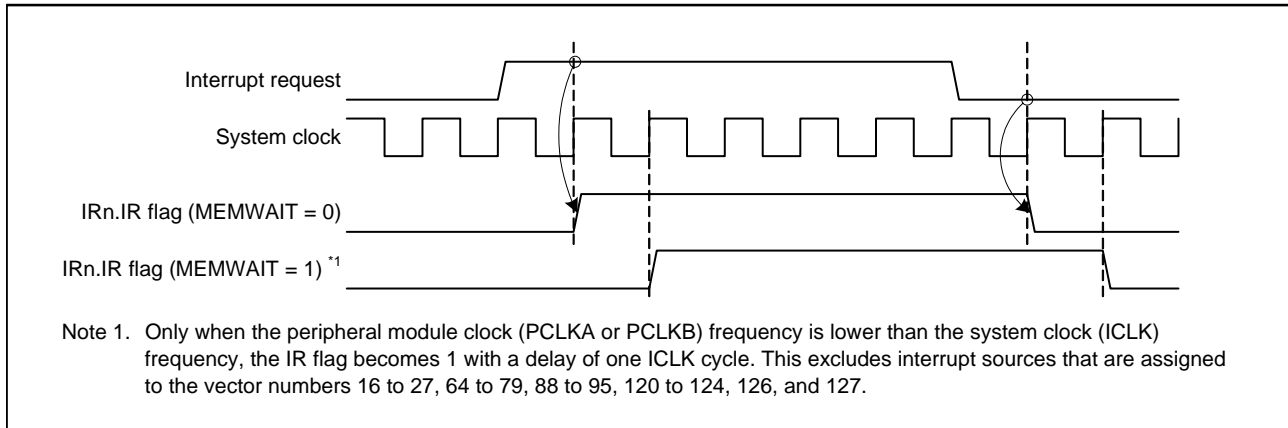 Interrupt request
System clock
IRn.IR flag (MEMWAIT = 0)
IRn.IR flag (MEMWAIT = 1) *1
Note 1. Only when the peripheral module clock (PCLKA or PCLKB) frequency is lower than the system clock (ICLK)
frequency, the IR flag becomes 1 with a delay of one ICLK cycle. This excludes interrupt sources that are assigned
to the vector numbers 16 to 27, 64 to 79, 88 to 95, 120 to 124, 126, and 127.